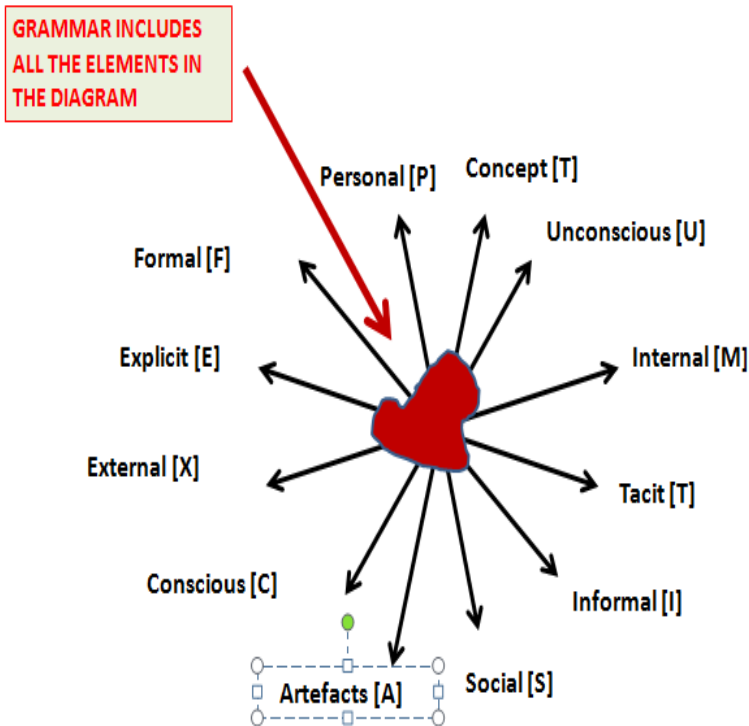 GRAMMAR INCLUDES
ALL THE ELEMENTS IN
THE DIAGRAM
Personal [P]
Concept [T]
Unconscious [U]
Formal [F]
Explicit [E]
Internal [M]
External [X]
Tacit [T]
Conscious [C]
Informal [I]
Artefacts [A]
Social [S]